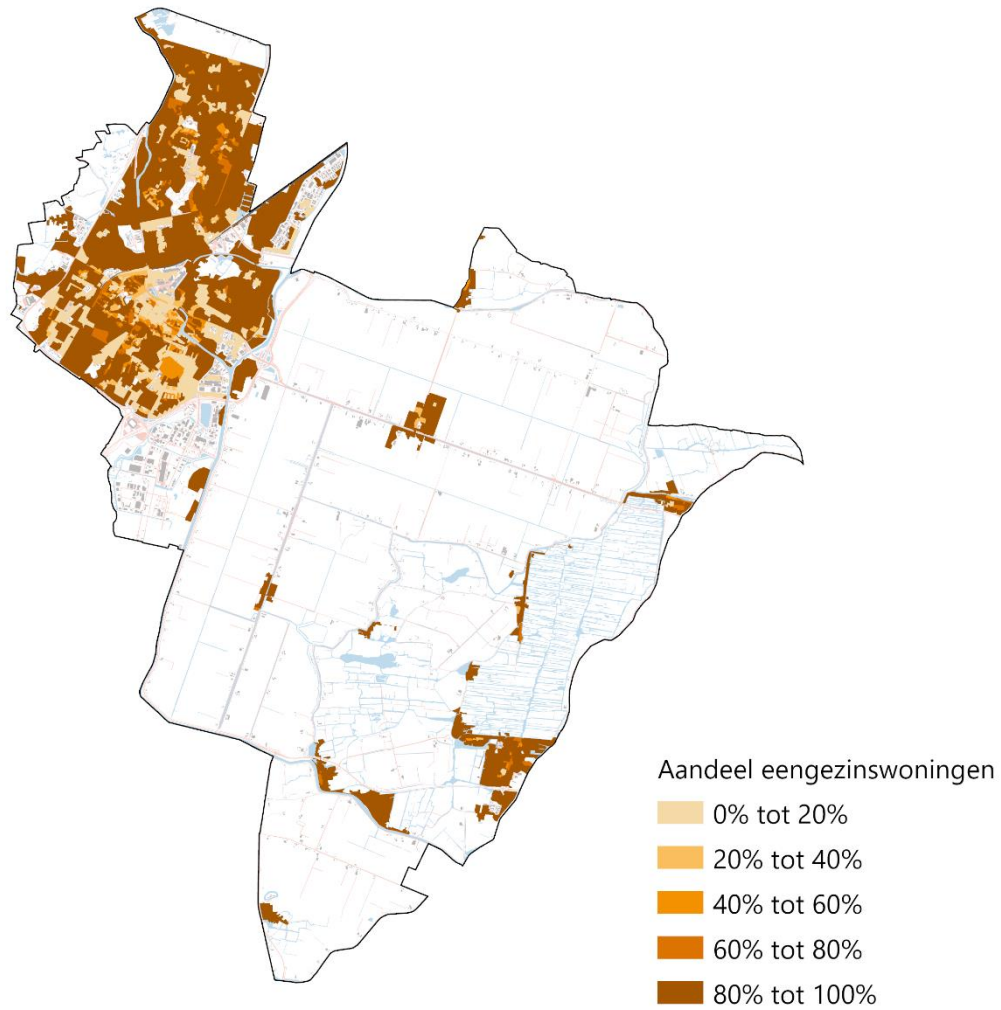 Aandeel eengezinswoningen
0% tot 20%
20% tot 40%
40% tot 60%
60% tot 80%
80% tot 100%